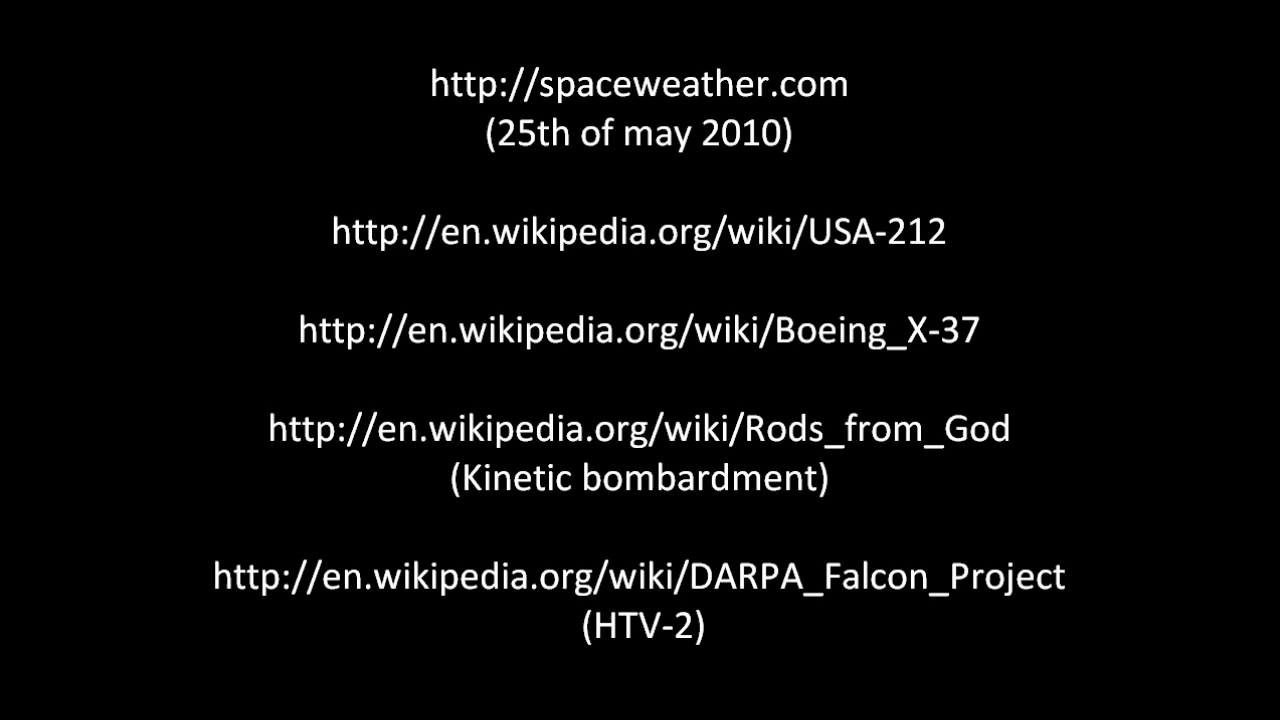 http://spaceweather.com
(25th of may 2010)
http://en.wikipedia.org/wiki/USA-212
http://en.wikipedia.org/wiki/Boeing_X-37
http://en.wikipedia.org/wiki/Rods_from_God
(Kinetic bombardment)
http://en.wikipedia.org/wiki/DARPA_Falcon_Project
(HTV-2)